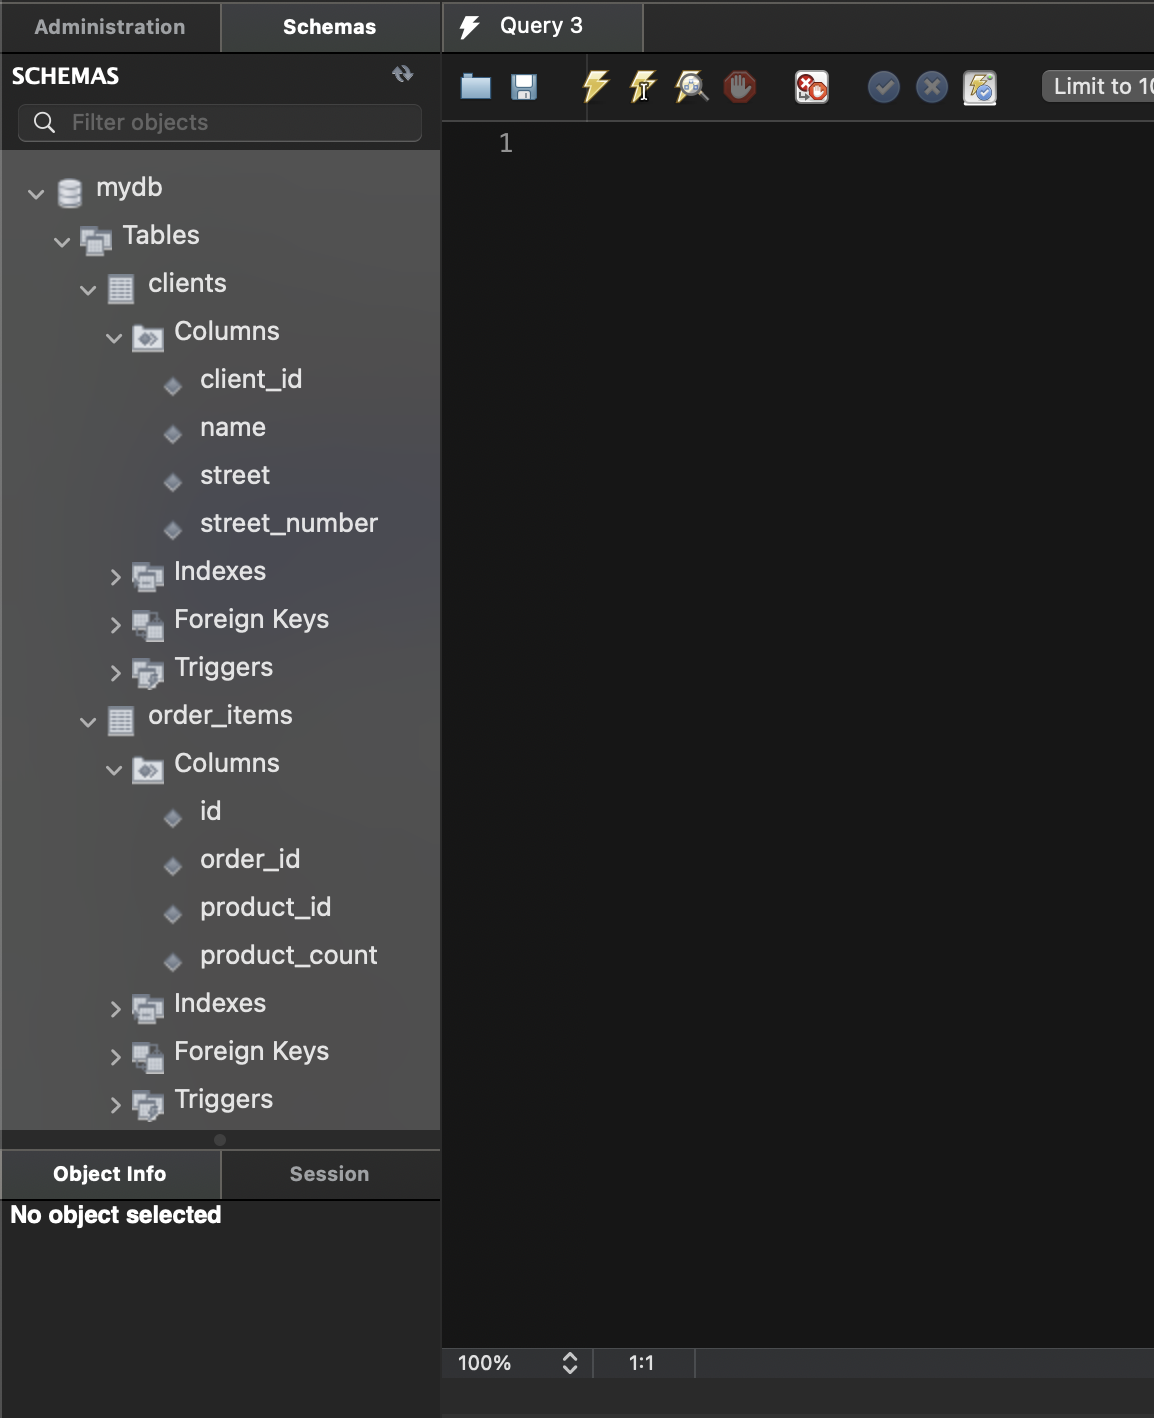 Administration
Schemas
Query 3
SCHEMAS
Filter objects
Limit to 10
1
mydb
Tables
clients
Columns
client_id
name
street
street_number
Indexes
Foreign Keys
Triggers
order_items
Columns
id
order_id
product_id
product_count
Indexes
Foreign Keys
Triggers
Object Info
Session
No object selected
100%
1:1